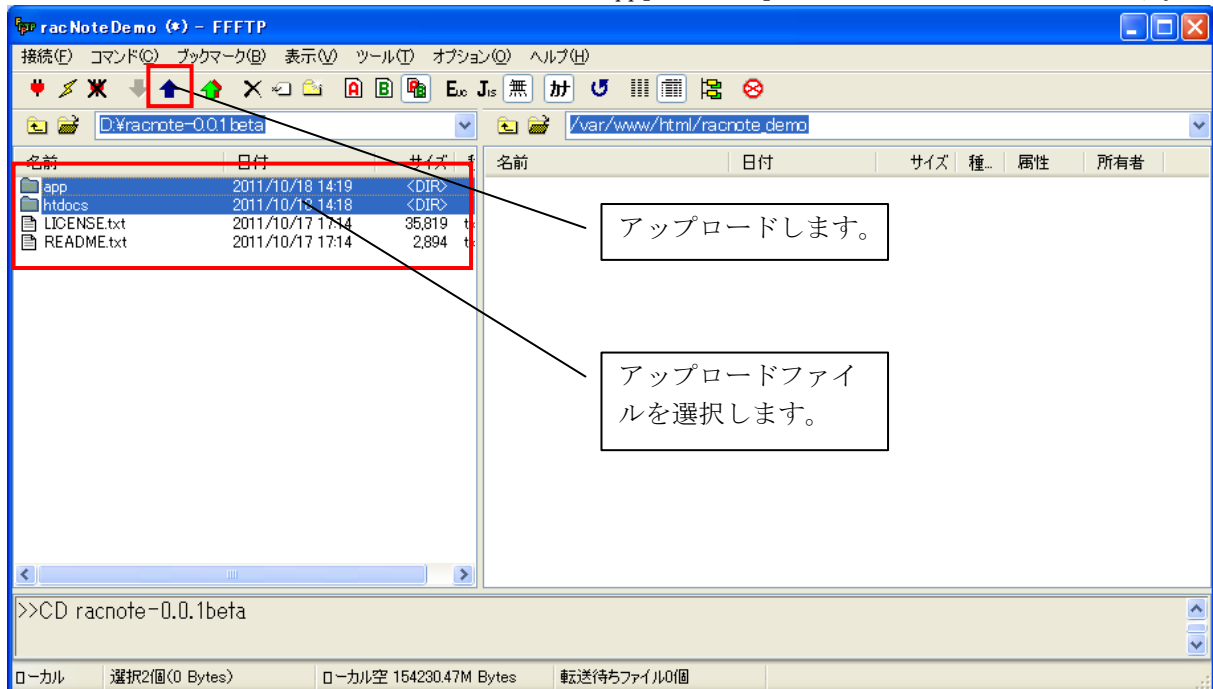 racNoteDemo (*) - FFFTP
接続(F) コマンド(C) ブックマーク(B) 表示(V) ツール(T) オプション(O) ヘルプ(H)
A B B Euc Jis 無 カナ
D:¥racnote-0.0.1beta /var/www/html/racnote_demo
名前 日付 サイズ 名前 日付 サイズ 種... 属性 所有者
app 2011/10/18 14:19 <DIR>
htdocs 2011/10/18 14:18 <DIR>
LICENSE.txt 2011/10/17 17:14 35,819
README.txt 2011/10/17 17:14 2,894
アップロードします。
アップロードファイ
ルを選択します。
>>CD racnote-0.0.1beta
ローカル 選択2個(0 Bytes) ローカル空 154230.47M Bytes 転送待ちファイル0個